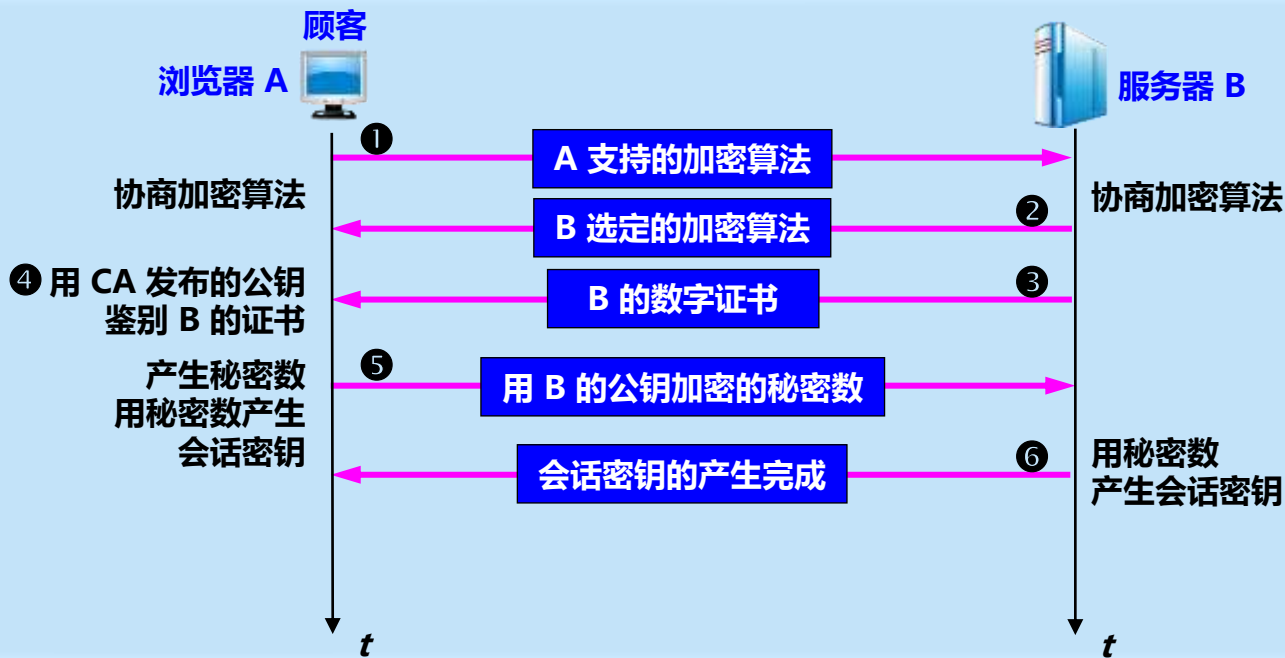 顾客
浏览器 A
服务器 B
❶
A 支持的加密算法
协商加密算法
协商加密算法
❷
B 选定的加密算法
❹ 用 CA 发布的公钥
鉴别 B 的证书
B 的数字证书
❸
产生秘密数
用秘密数产生
会话密钥
❺
用 B 的公钥加密的秘密数
会话密钥的产生完成
❻
用秘密数
产生会话密钥
t
t